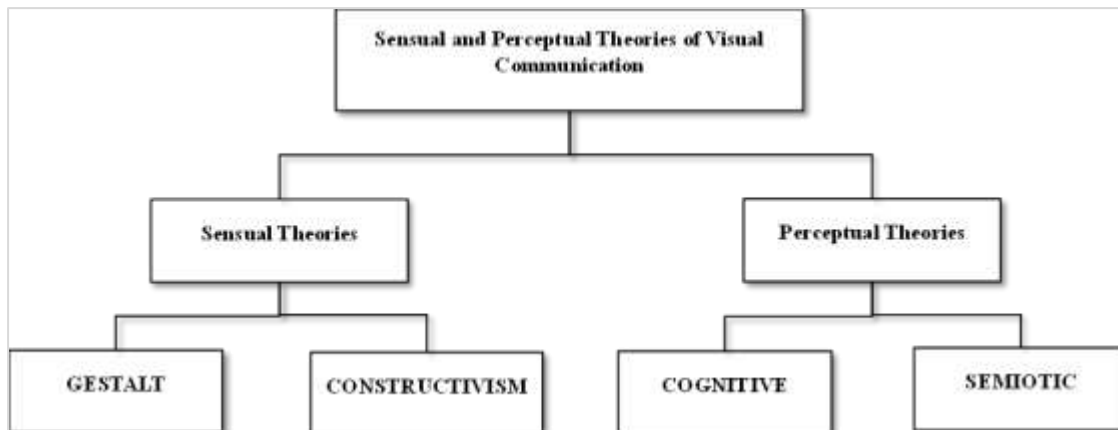 Sensual and Perceptual Theories of Visual
Communication
Sensual Theories
Perceptual Theories
GESTALT
CONSTRUCTIVISM
COGNITIVE
SEMIOTIC